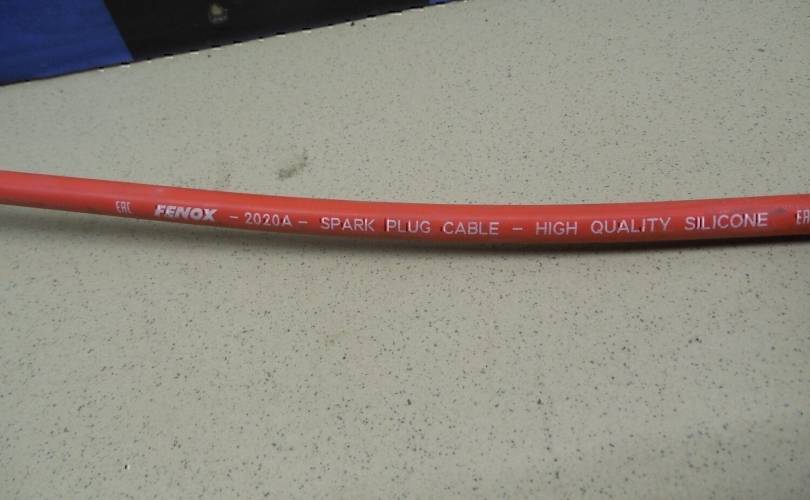 EAC FENOX - 2020A - SPARK PLUG CABLE - HIGH QUALITY SILICONE